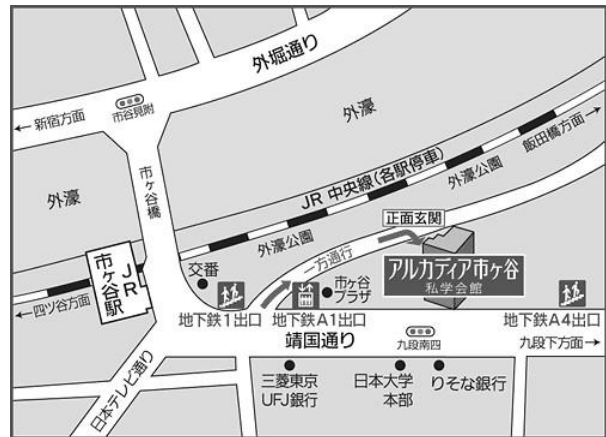 外堀通り
←新宿方面
市谷見附
外濠
飯田橋方面→
市ヶ谷橋
JR 中央線(各駅停車)
外濠公園
外濠
正面玄関
外濠公園
一方通行
アルカディア市ヶ谷
私学会館
JR
市ヶ谷駅
交番
市ヶ谷
プラザ
←四ツ谷方面
地下鉄1出口
地下鉄A1出口
地下鉄A4出口
靖国通り
九段南四
九段下方面→
日本テレビ通り
三菱東京
UFJ銀行
日本大学
本部
りそな銀行